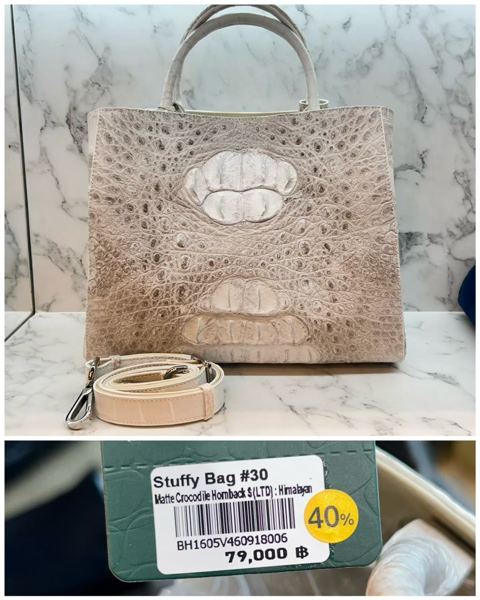 Stuffy Bag #30
Matte Crocodile Hornback S(LTD) : Himalayan
40%
BH1605V460918006
79,000 ฿